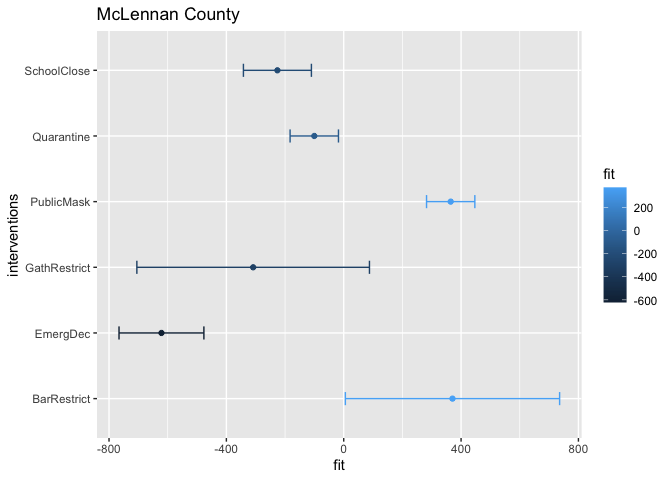 McLennan County
SchoolClose
Quarantine
PublicMask
GathRestrict
EmergDec
BarRestrict
interventions
-800 -400 0 400 800
fit
fit
200
0
-200
-400
-600